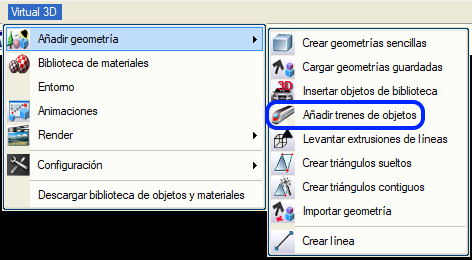 Virtual 3D
Añadir geometría
Biblioteca de materiales
Entorno
Animaciones
Render
Configuración
Descargar biblioteca de objetos y materiales
Crear geometrías sencillas
Cargar geometrías guardadas
3D
Insertar objetos de biblioteca
Añadir trenes de objetos
Levantar extrusiones de líneas
Crear triángulos sueltos
Crear triángulos contiguos
Importar geometría
Crear línea